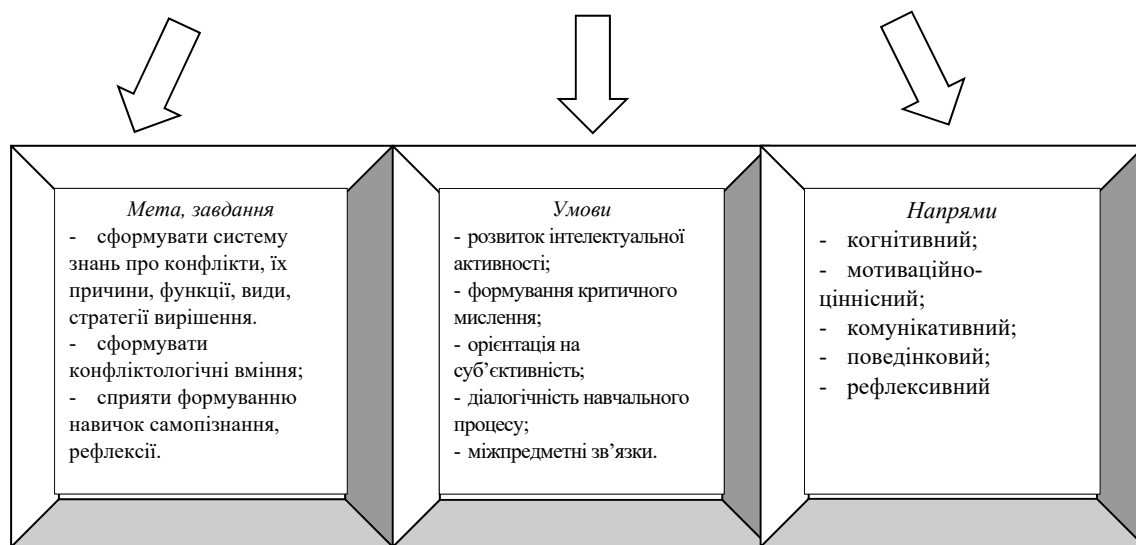 Мета, завдання
- сформувати систему
знань про конфлікти, їх
причини, функції, види,
стратегії вирішення.
- сформувати
конфліктологічні вміння;
- сприяти формуванню
навичок самопізнання,
рефлексії.
Умови
- розвиток інтелектуальної
активності;
- формування критичного
мислення;
- орієнтація на
суб’єктивність;
- діалогічність навчального
процесу;
- міжпредметні зв’язки.
Напрями
- когнітивний;
- мотиваційно-
ціннісний;
- комунікативний;
- поведінковий;
- рефлексивний